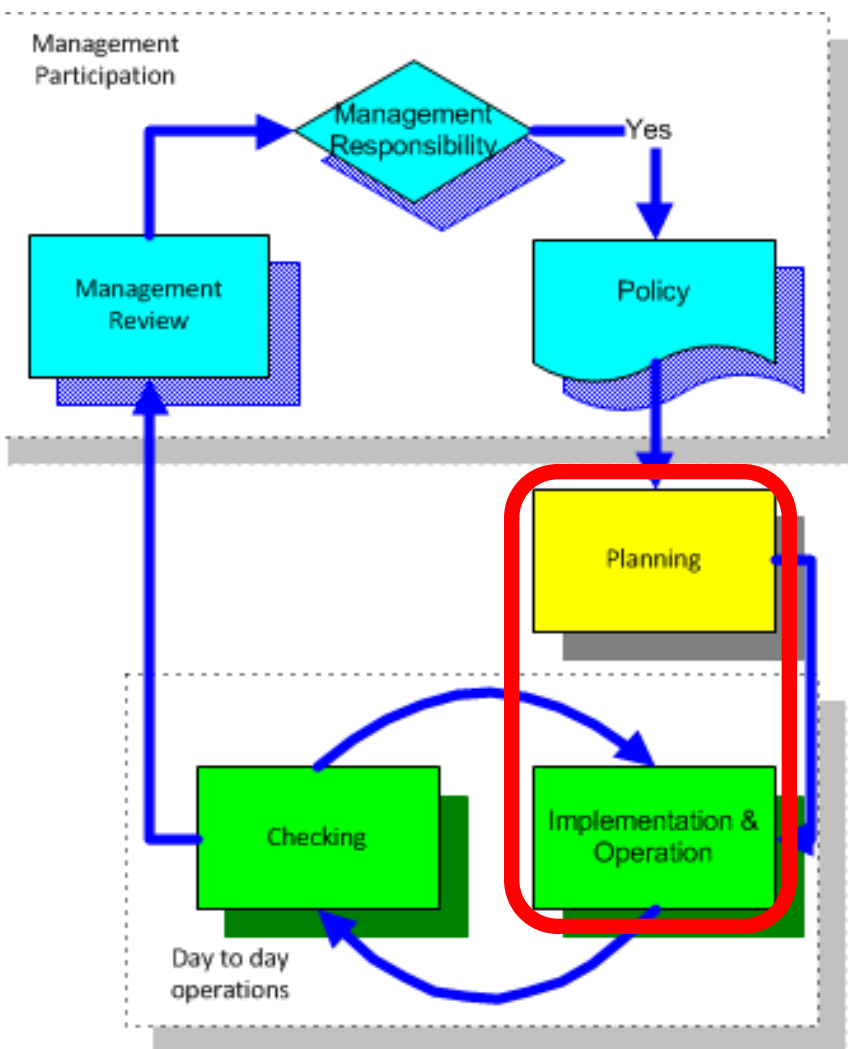 Management
Participation
Management
Responsibility
Yes
Management
Review
Policy
Planning
Checking
Implementation &
Operation
Day to day
operations